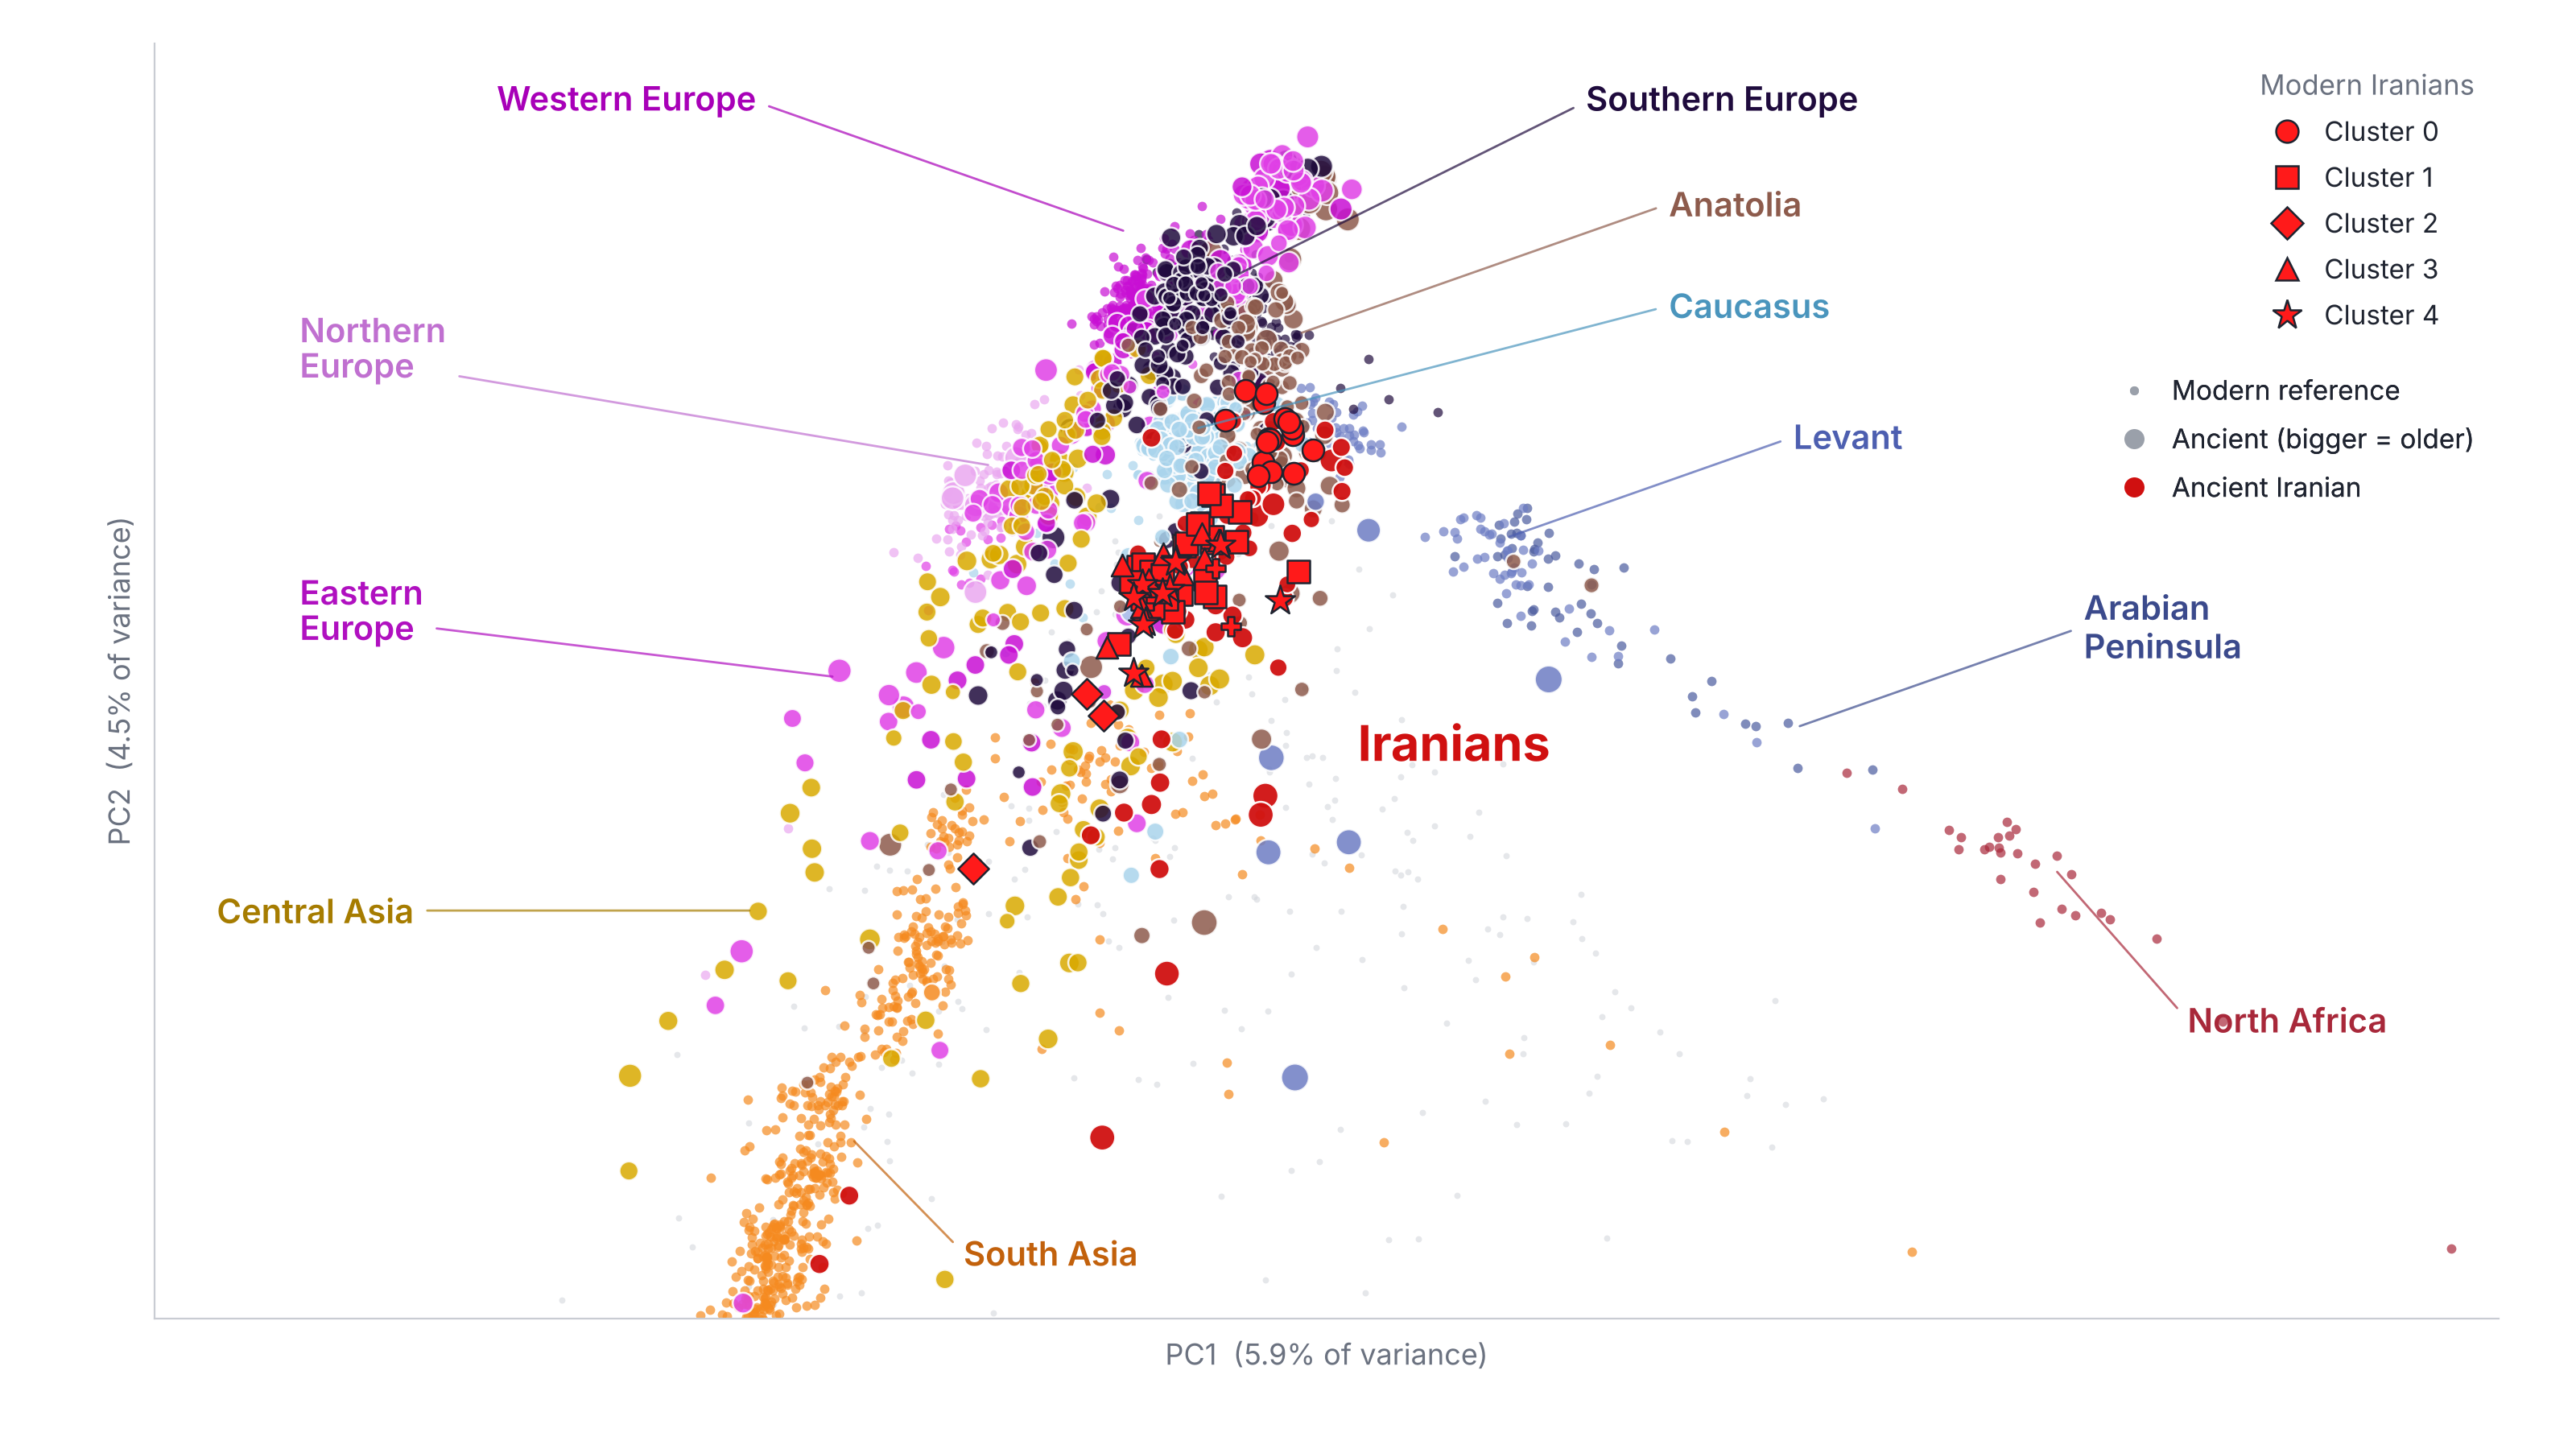 Western Europe
Southern Europe
Modern Iranians
Cluster 0
Cluster 1
Cluster 2
Cluster 3
Cluster 4
Anatolia
Caucasus
Northern
Europe
Modern reference
Ancient (bigger = older)
Ancient Iranian
Levant
Eastern
Europe
Arabian
Peninsula
Iranians
Central Asia
North Africa
South Asia
PC2 (4.5% of variance)
PC1 (5.9% of variance)